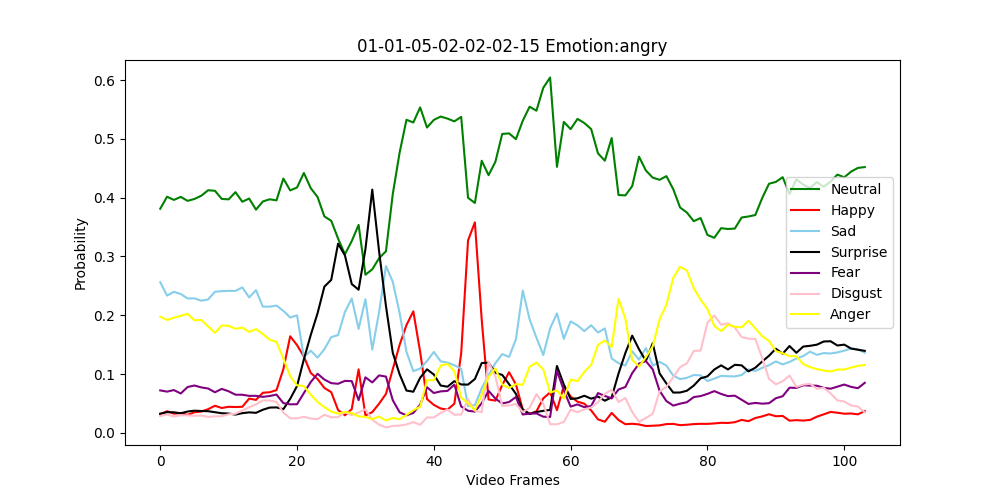 01-01-05-02-02-02-15 Emotion:angry
Probability
0.6
0.5
0.4
0.3
0.2
0.1
0.0
Neutral
Happy
Sad
Surprise
Fear
Disgust
Anger
0 20 40 60 80 100
Video Frames